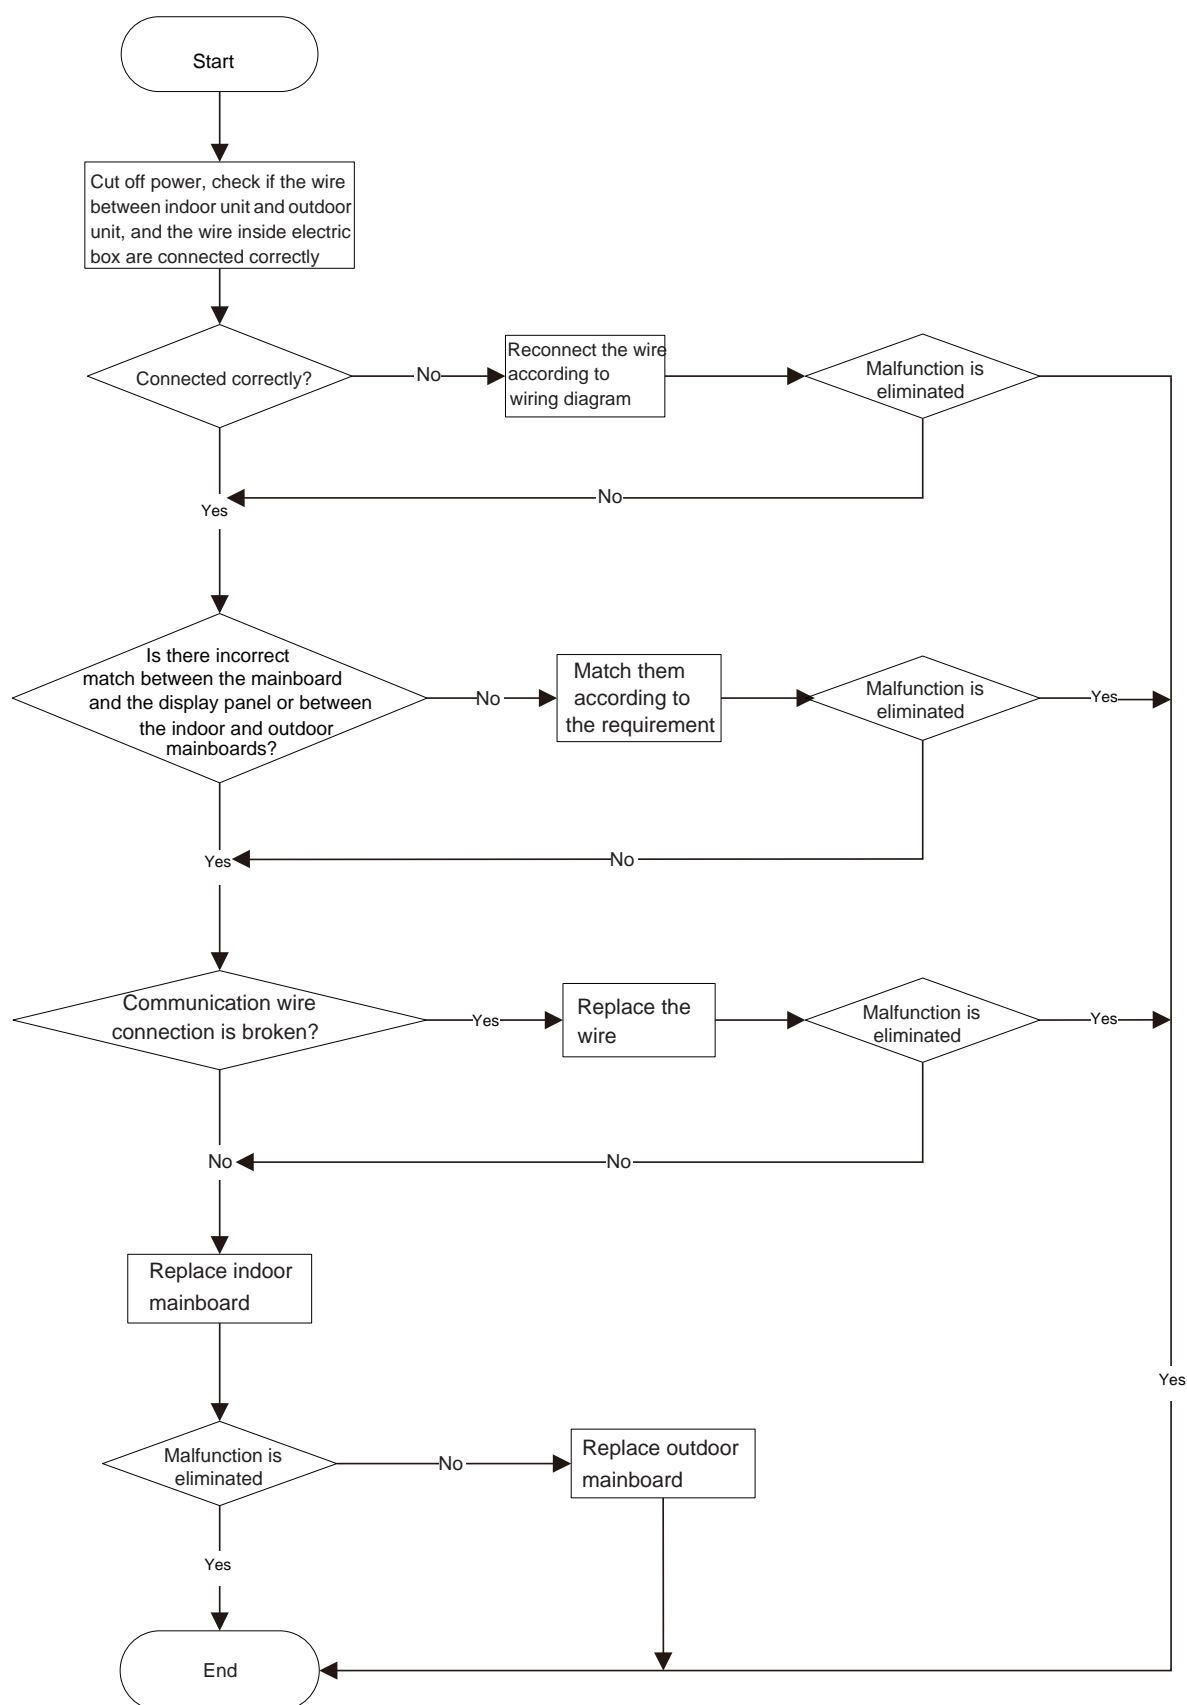 Start
Cut off power, check if the wire
between indoor unit and outdoor
unit, and the wire inside electric
box are connected correctly
Connected correctly?
No
Reconnect the wire
according to
wiring diagram
Malfunction is
eliminated
No
Yes
Is there incorrect
match between the mainboard
and the display panel or between
the indoor and outdoor
mainboards?
No
Match them
according to
the requirement
Malfunction is
eliminated
Yes
Yes
No
Communication wire
connection is broken?
Yes
Replace the
wire
Malfunction is
eliminated
Yes
No
No
Replace indoor
mainboard
Yes
Malfunction is
eliminated
No
Replace outdoor
mainboard
Yes
End